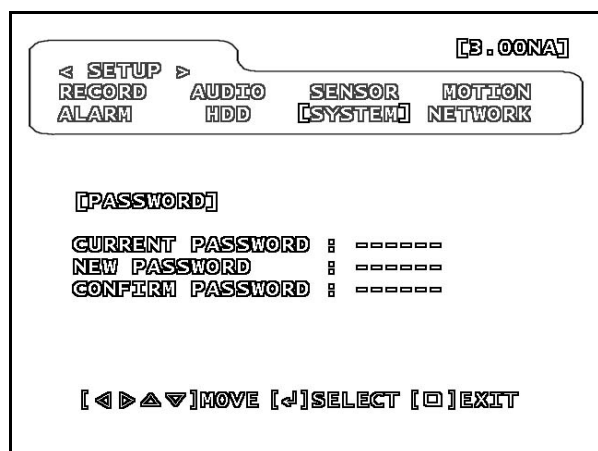 [3.00NA]
< SETUP >
RECORD AUDIO SENSOR MOTION
ALARM HDD [SYSTEM] NETWORK
[PASSWORD]
CURRENT PASSWORD : ------
NEW PASSWORD : ------
CONFIRM PASSWORD : ------
[◁▷△▽]MOVE [↲]SELECT [□]EXIT